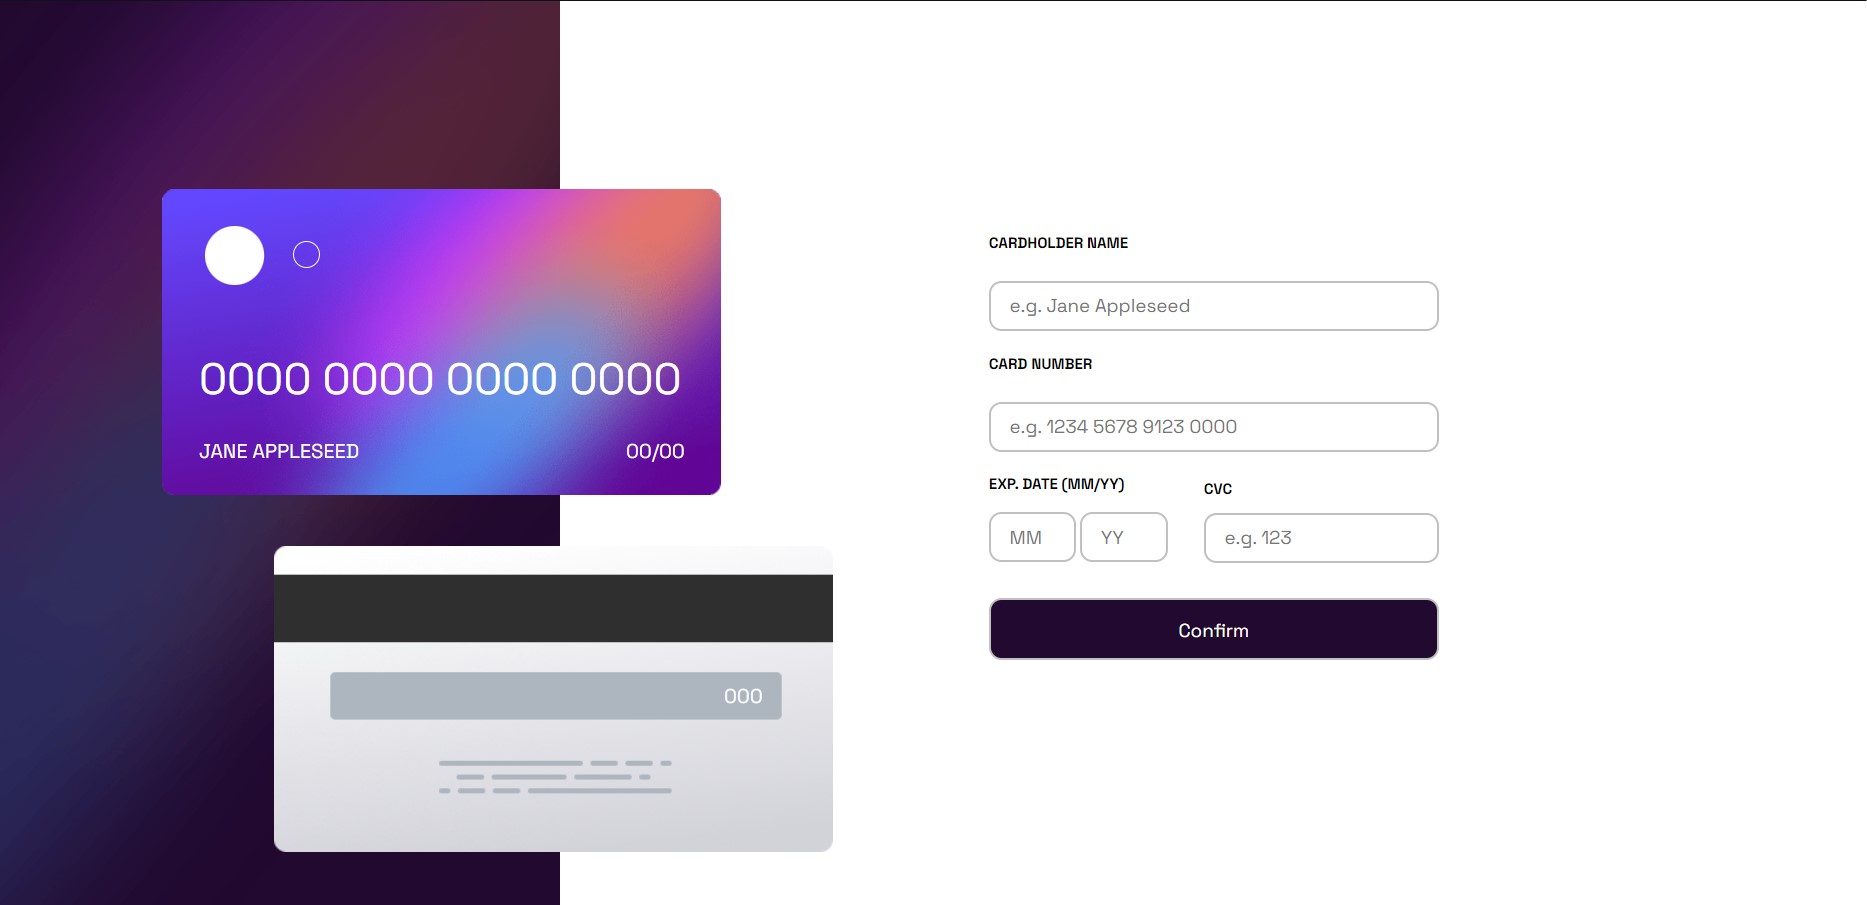 0000 0000 0000 0000
JANE APPLESEED 00/00
000
CARDHOLDER NAME
e.g. Jane Appleseed
CARD NUMBER
e.g. 1234 5678 9123 0000
EXP. DATE (MM/YY) CVC
MM YY e.g. 123
Confirm